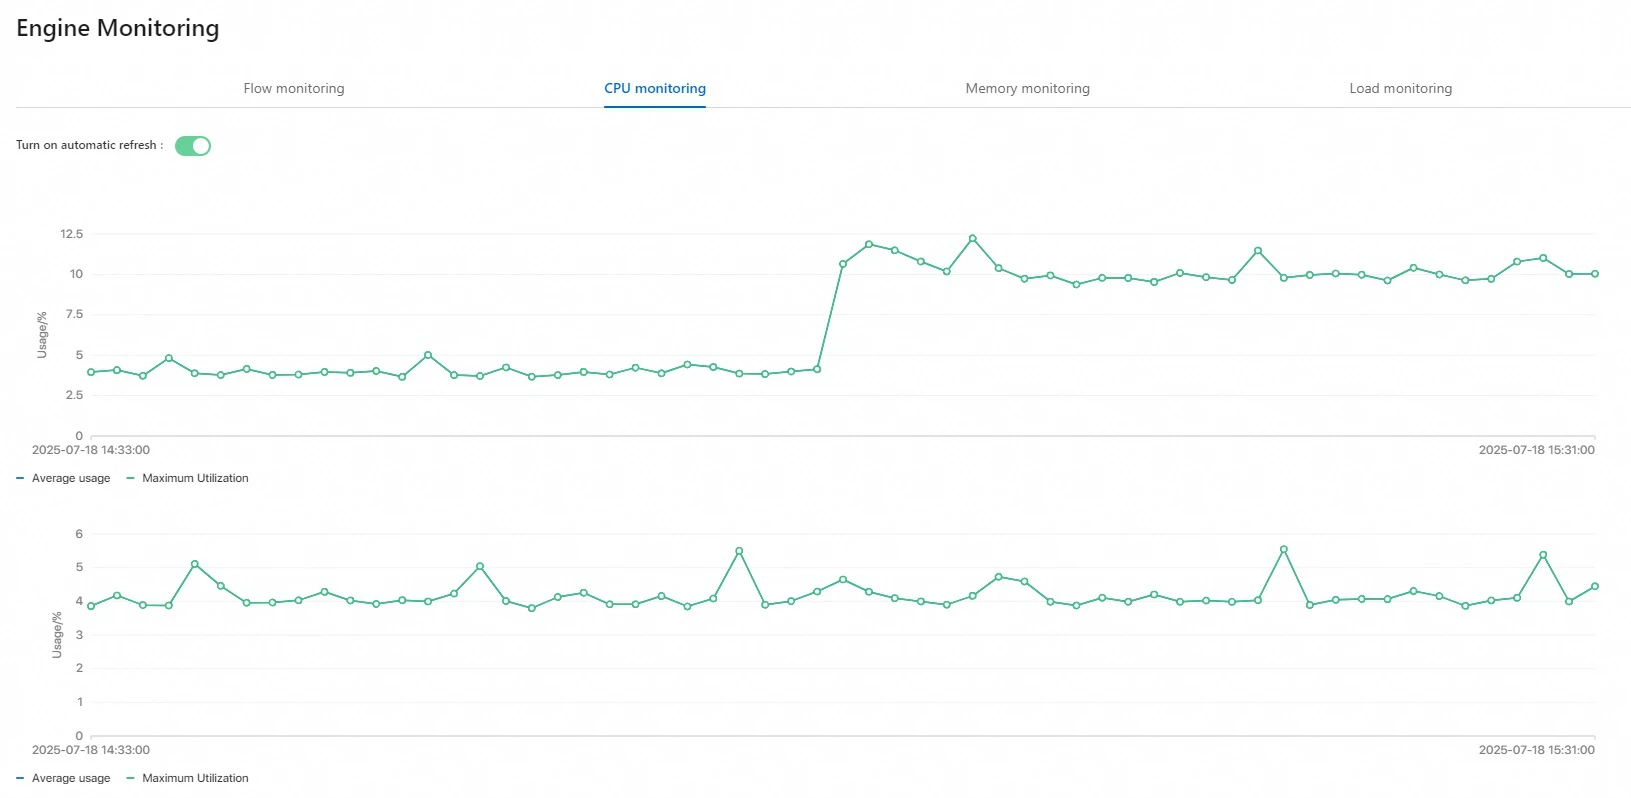 Engine Monitoring
Flow monitoring CPU monitoring Memory monitoring Load monitoring
Turn on automatic refresh :
12.5
10
7.5
5
2.5
0
Usage/%
2025-07-18 14:33:00 2025-07-18 15:31:00
Average usage Maximum Utilization
6
5
4
3
2
1
0
Usage/%
2025-07-18 14:33:00 2025-07-18 15:31:00
Average usage Maximum Utilization